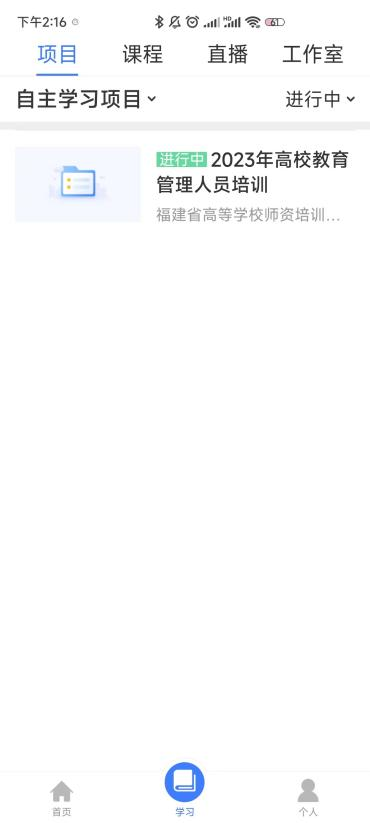 下午2:16
HD
61
项目 课程 直播 工作室
自主学习项目 进行中
进行中 2023年高校教育
管理人员培训
福建省高等学校师资培训...
首页 学习 个人